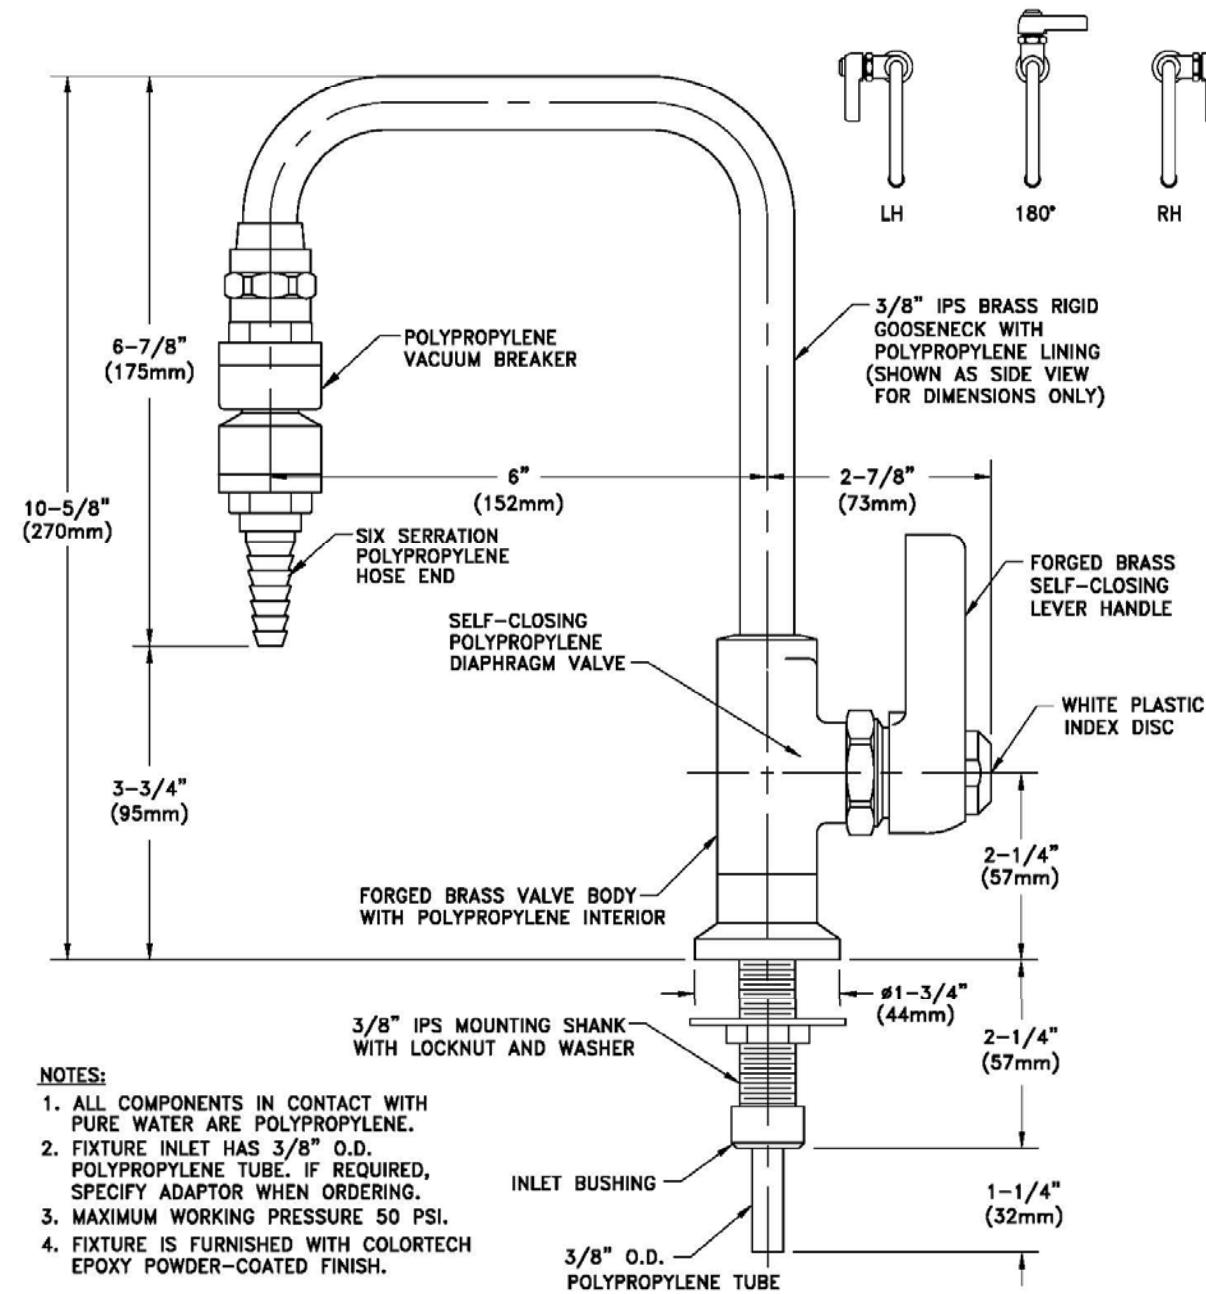 LH
180°
RH
3/8" IPS BRASS RIGID
GOOSENECK WITH
POLYPROPYLENE LINING
(SHOWN AS SIDE VIEW
FOR DIMENSIONS ONLY)
POLYPROPYLENE
VACUUM BREAKER
6-7/8"
(175mm)
6"
(152mm)
2-7/8"
(73mm)
10-5/8"
(270mm)
SIX SERRATION
POLYPROPYLENE
HOSE END
FORGED BRASS
SELF-CLOSING
LEVER HANDLE
SELF-CLOSING
POLYPROPYLENE
DIAPHRAGM VALVE
WHITE PLASTIC
INDEX DISC
3-3/4"
(95mm)
2-1/4"
(57mm)
FORGED BRASS VALVE BODY
WITH POLYPROPYLENE INTERIOR
ø1-3/4"
(44mm)
3/8" IPS MOUNTING SHANK
WITH LOCKNUT AND WASHER
2-1/4"
(57mm)
NOTES:
1. ALL COMPONENTS IN CONTACT WITH
PURE WATER ARE POLYPROPYLENE.
2. FIXTURE INLET HAS 3/8" O.D.
POLYPROPYLENE TUBE. IF REQUIRED,
SPECIFY ADAPTOR WHEN ORDERING.
3. MAXIMUM WORKING PRESSURE 50 PSI.
4. FIXTURE IS FURNISHED WITH COLORTECH
EPOXY POWDER-COATED FINISH.
INLET BUSHING
1-1/4"
(32mm)
3/8" O.D.
POLYPROPYLENE TUBE